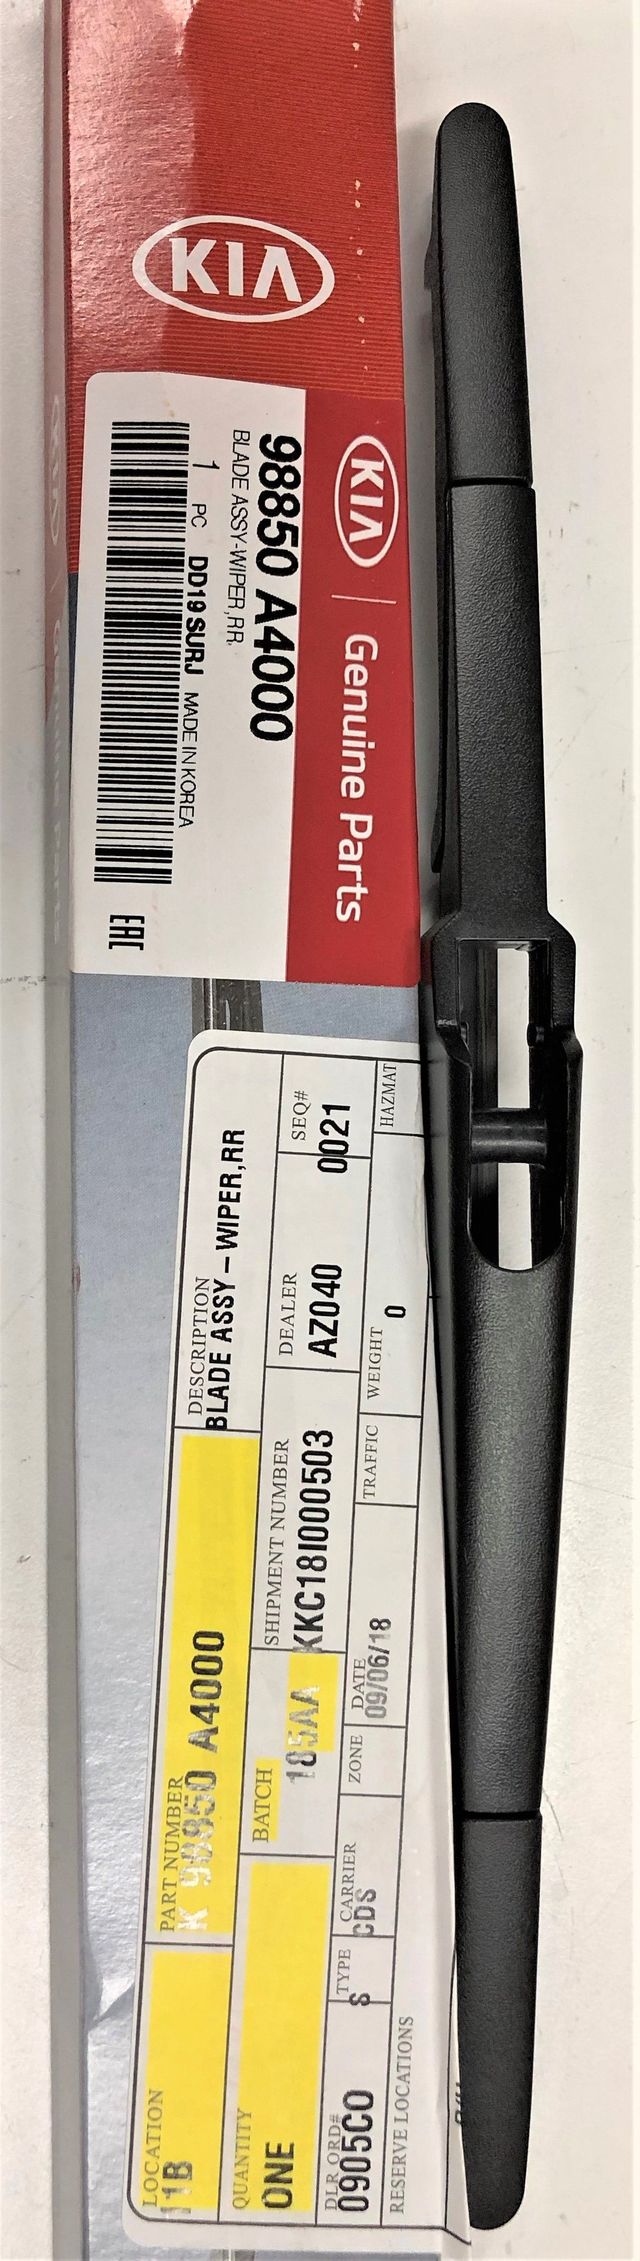 KIA
KIA | Genuine Parts
98850 A4000
BLADE ASSY-WIPER,RR,
1 PC DD19 SURJ MADE IN KOREA
EAC
LOCATION
11B
PART NUMBER
K 98850 A4000
DESCRIPTION
BLADE ASSY - WIPER,RR
QUANTITY
ONE
BATCH
185AA
SHIPMENT NUMBER
KKC18I000503
DEALER
AZ040
SEQ#
0021
DLR ORD#
0905CO
TYPE
S
CARRIER
CDS
ZONE
DATE
09/06/18
TRAFFIC
WEIGHT
0
HAZMAT
RESERVE LOCATIONS